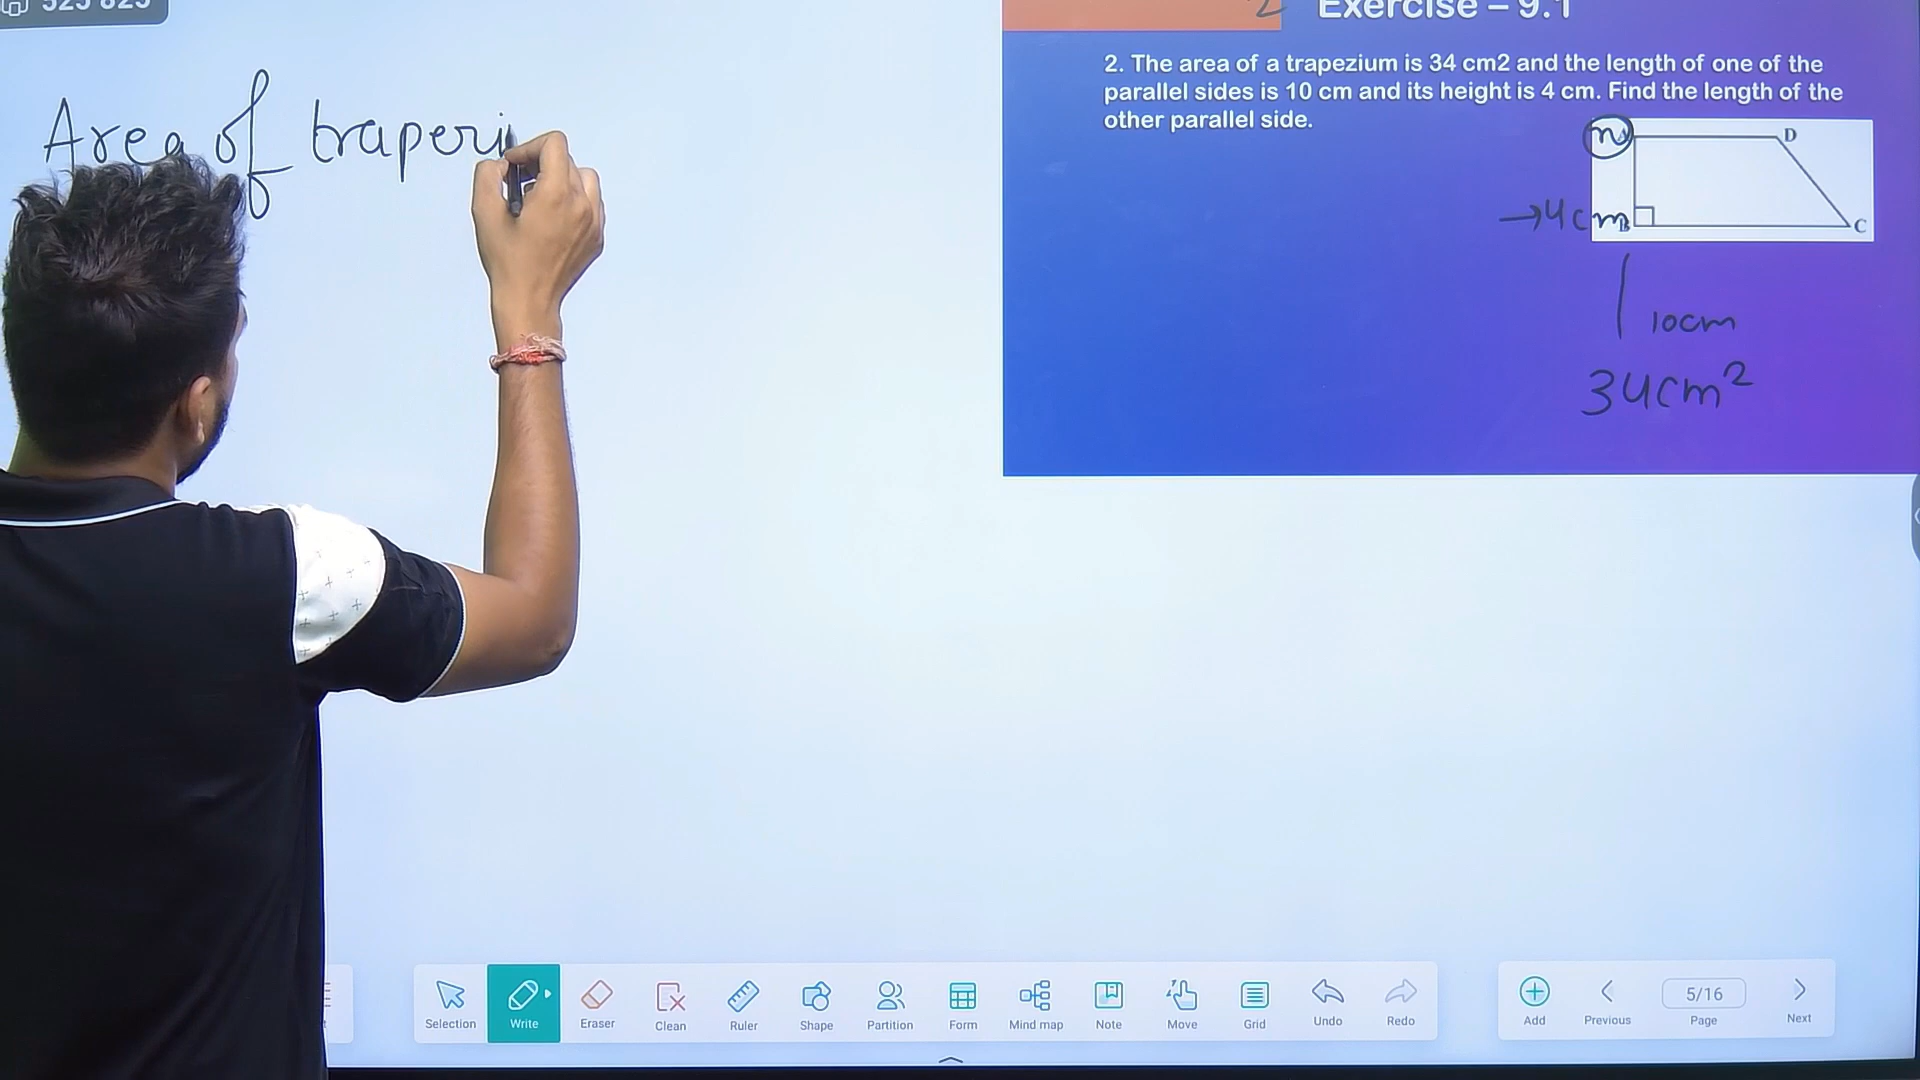 Area of traperi
Exercise – 9.1
2. The area of a trapezium is 34 cm2 and the length of one of the
parallel sides is 10 cm and its height is 4 cm. Find the length of the
other parallel side.
D
→4cm
C
10cm
34cm²
Selection
Write
Eraser
Clean
Ruler
Shape
Partition
Form
Mind map
Note
Move
Grid
Undo
Redo
Add
Previous
5/16
Page
Next